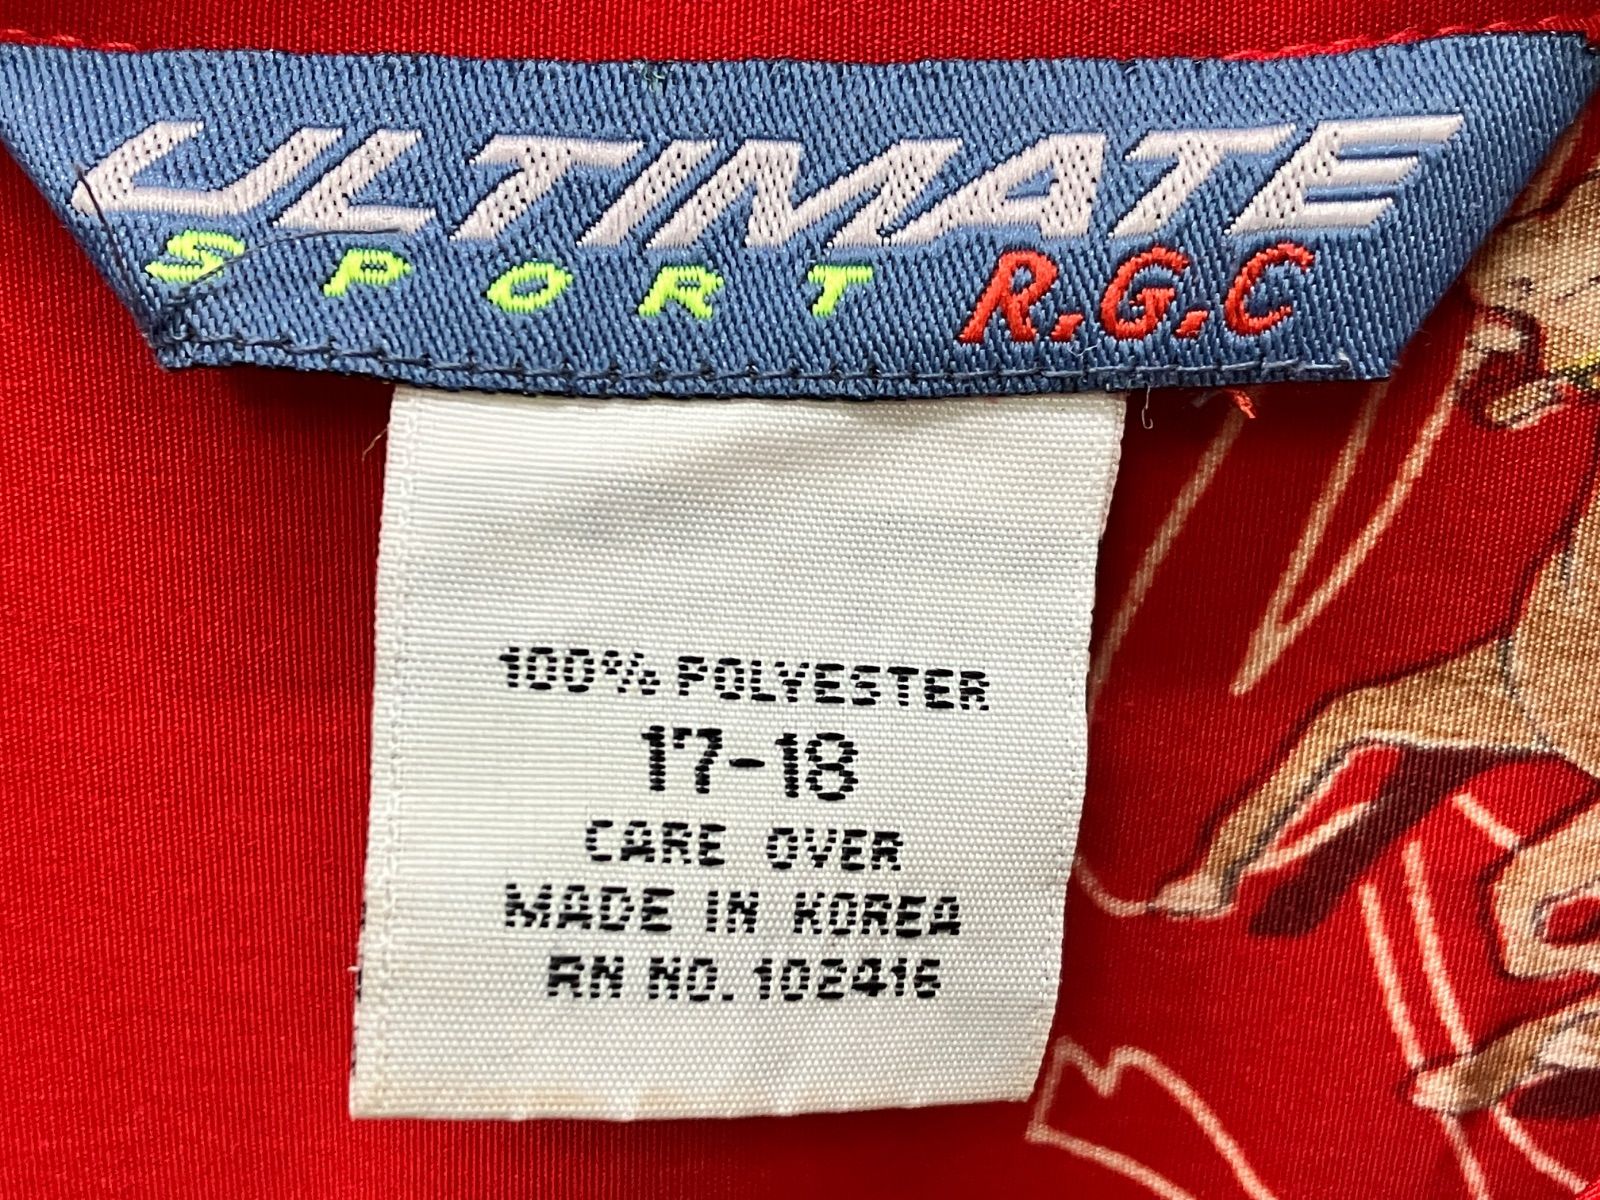 ULTIMATE
SPORT R.G.C
100% POLYESTER
17-18
CARE OVER
MADE IN KOREA
RN NO. 102416